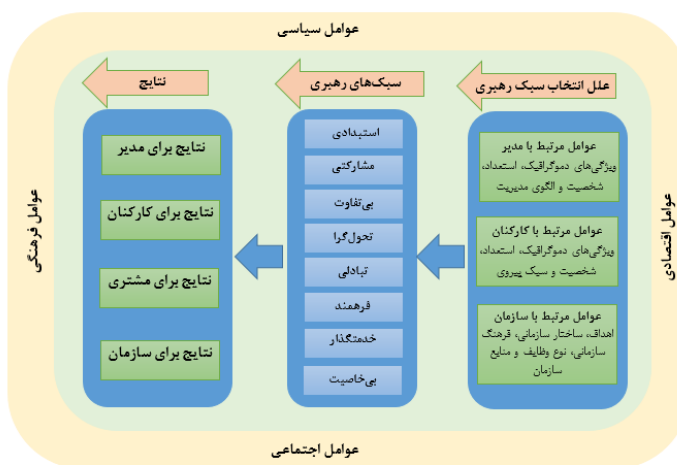 عوامل سیاسی
علل انتخاب سبک رهبری
سبک‌های رهبری
نتایج
عوامل مرتبط با مدیر
ویژگی‌های دموگرافیک، استعداد،
شخصیت و الگوی مدیریت
عوامل مرتبط با کارکنان
ویژگی‌های دموگرافیک، استعداد،
شخصیت و سبک پیروی
عوامل مرتبط با سازمان
اهداف، ساختار سازمانی، فرهنگ
سازمانی، نوع وظایف و منابع
سازمان
استبدادی
مشارکتی
بی‌تفاوت
تحول‌گرا
تبادلی
فرهمند
خدمتگذار
بی‌خاصیت
نتایج برای مدیر
نتایج برای کارکنان
نتایج برای مشتری
نتایج برای سازمان
عوامل اقتصادی
عوامل فرهنگی
عوامل اجتماعی